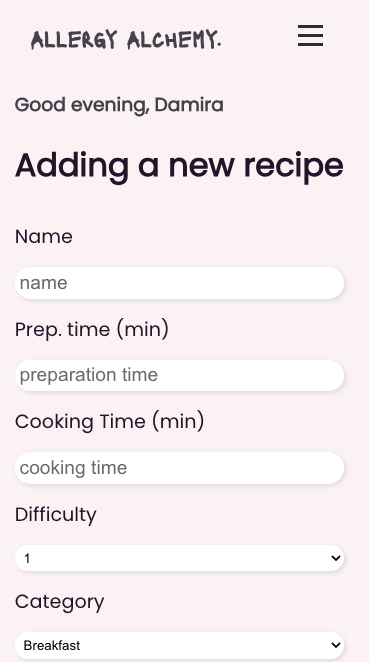 ALLERGY ALCHEMY.
Good evening, Damira
Adding a new recipe
Name
name
Prep. time (min)
preparation time
Cooking Time (min)
cooking time
Difficulty
1
Category
Breakfast